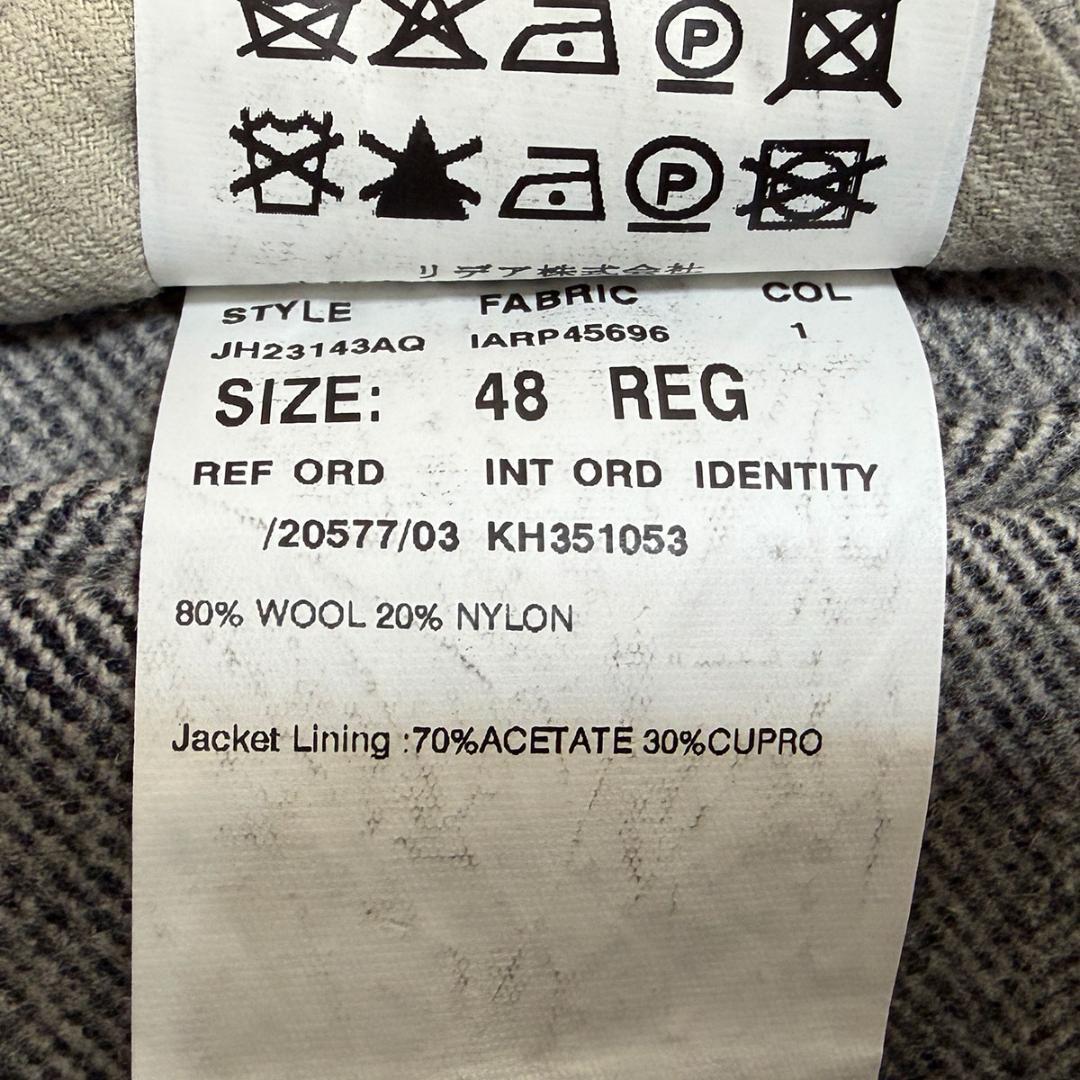 P
P
リデア株式会社
STYLE FABRIC COL
JH23143AQ IARP45696 1
SIZE: 48 REG
REF ORD INT ORD IDENTITY
/20577/03 KH351053
80% WOOL 20% NYLON
Jacket Lining :70%ACETATE 30%CUPRO